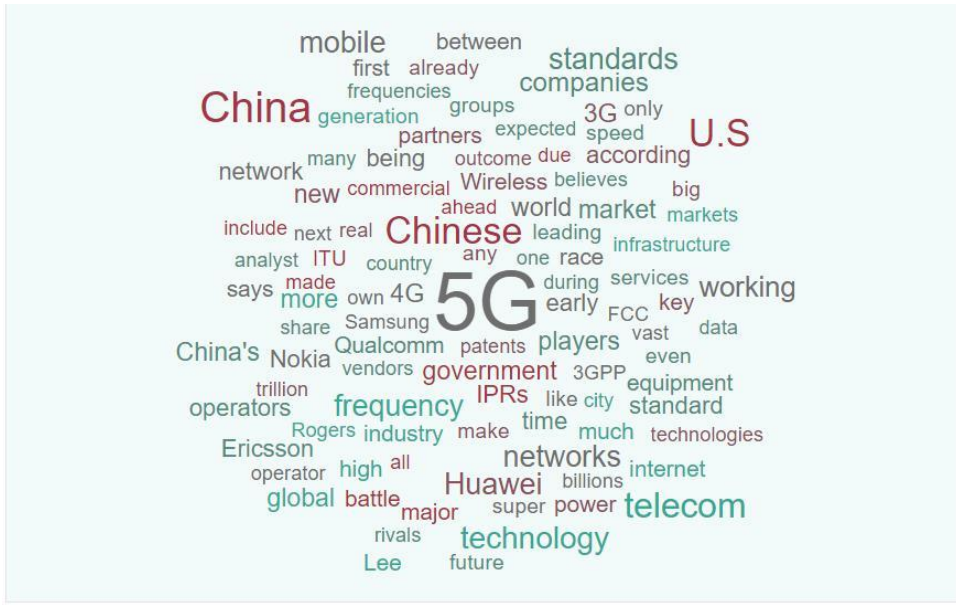 mobile between
first already standards
frequencies companies
China generation groups 3G only
partners expected speed U.S
network many being outcome due according
new commercial Wireless believes big
ahead world market markets
include next real Chinese leading infrastructure
analyst ITU country any one race
says made more own 4G 5G during services working
early FCC key
share Samsung vast data
China's Nokia Qualcomm patents players even
vendors government 3GPP equipment
trillion IPRs like city standard
operators frequency time
Rogers industry make much technologies
Ericsson networks internet
operator high all Huawei billions
global battle major super power telecom
rivals technology
Lee future